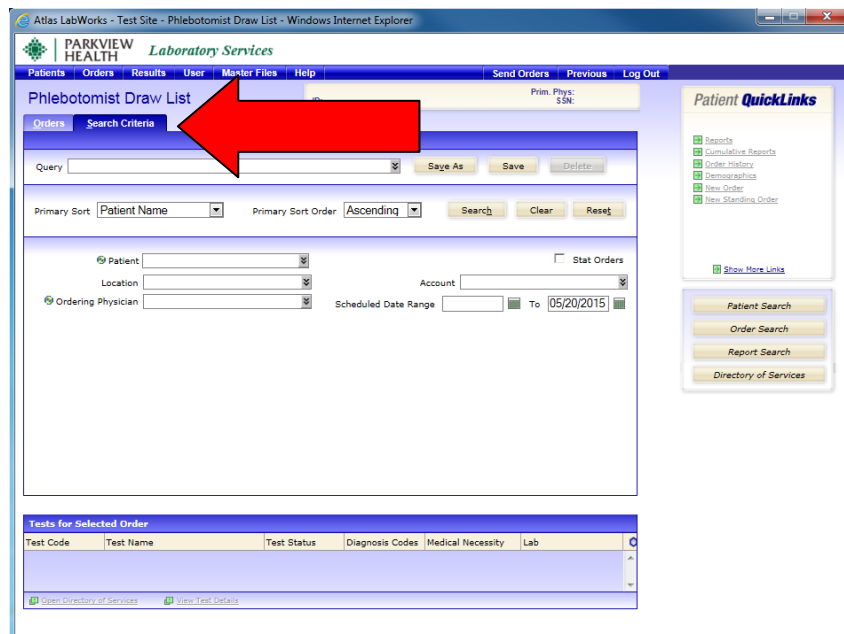 Atlas LabWorks - Test Site - Phlebotomist Draw List - Windows Internet Explorer
PARKVIEW HEALTH Laboratory Services
Patients Orders Results User Master Files Help Send Orders Previous Log Out
Phlebotomist Draw List
ID:
Prim. Phys:
SSN:
Orders Search Criteria
Query Save As Save Delete
Primary Sort Patient Name Primary Sort Order Ascending Search Clear Reset
Patient Stat Orders
Location Account
Ordering Physician Scheduled Date Range To 05/20/2015
Tests for Selected Order
Test Code Test Name Test Status Diagnosis Codes Medical Necessity Lab
Open Directory of Services View Test Details
Patient QuickLinks
Reports
Cumulative Reports
Order History
Demographics
New Order
New Standing Order
Show More Links
Patient Search
Order Search
Report Search
Directory of Services